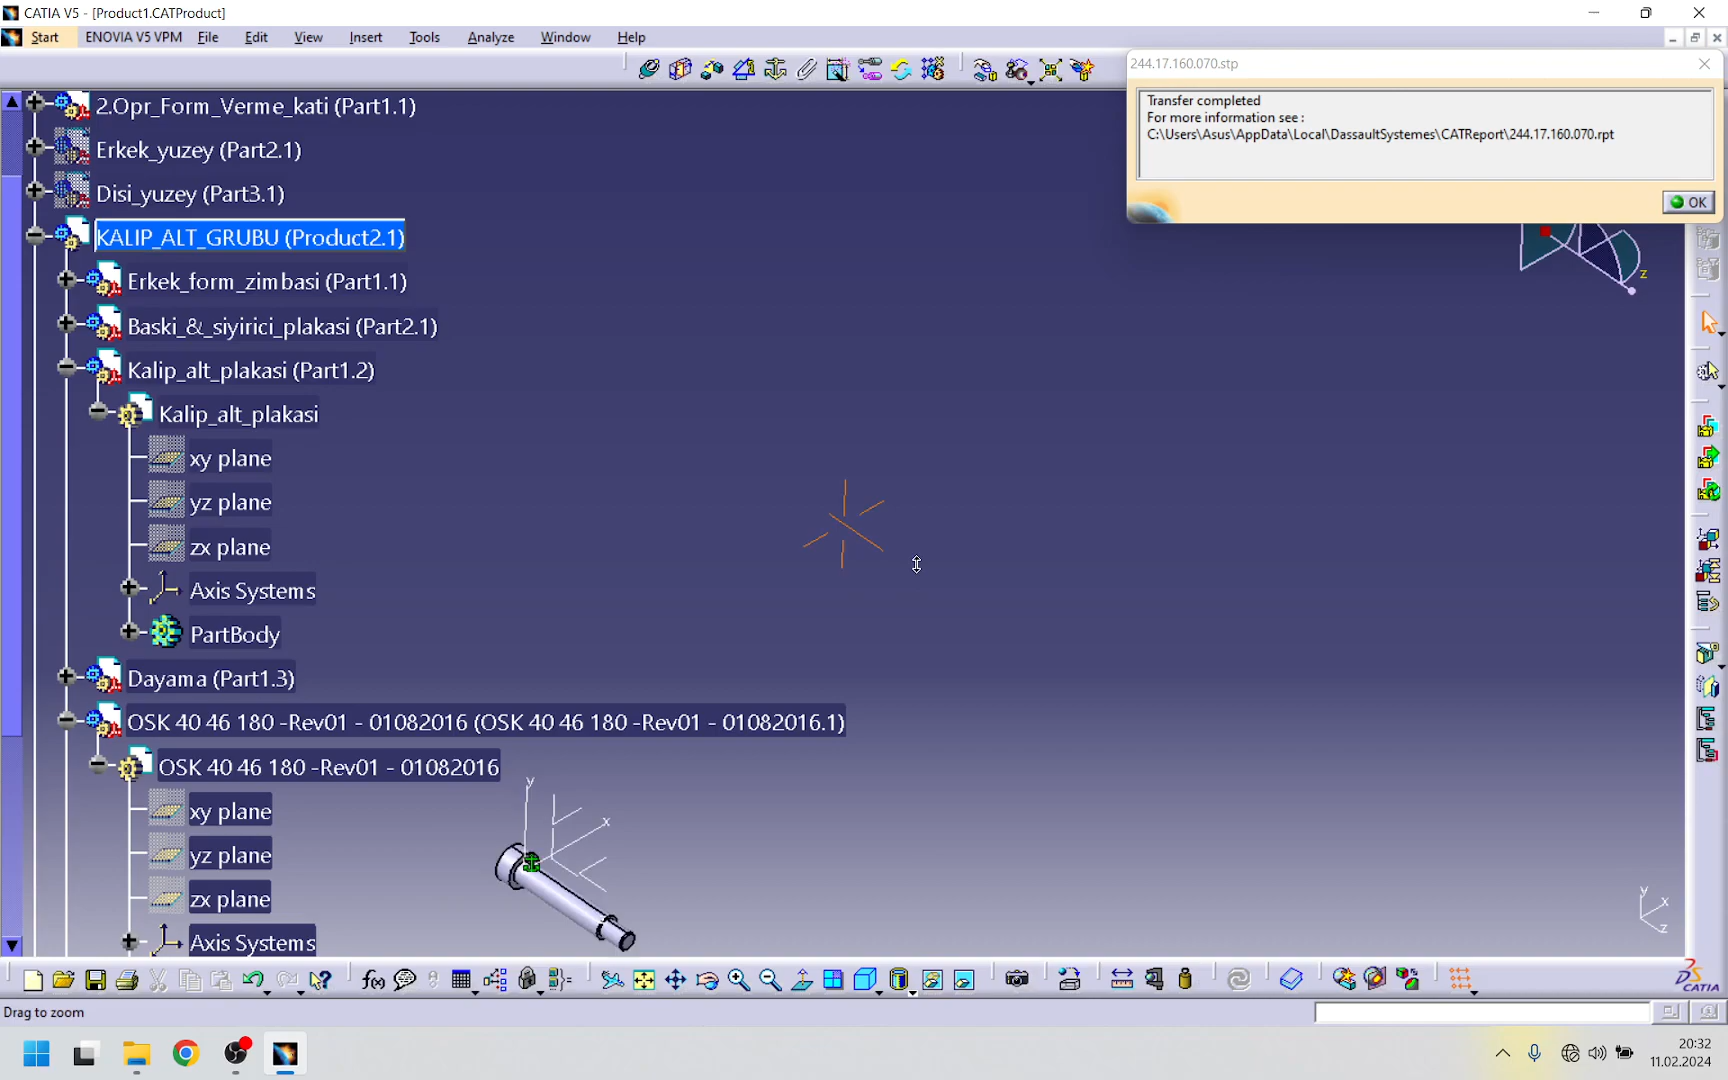 CATIA V5 - [Product1.CATProduct]
Start ENOVIA V5 VPM File Edit View Insert Tools Analyze Window Help
244.17.160.070.stp
Transfer completed
For more information see :
C:\Users\Asus\AppData\Local\DassaultSystemes\CATReport\244.17.160.070.rpt
OK
2.Opr_Form_Verme_kati (Part1.1)
Erkek_yuzey (Part2.1)
Disi_yuzey (Part3.1)
KALIP_ALT_GRUBU (Product2.1)
Erkek_form_zimbasi (Part1.1)
Baski_&_siyirici_plakasi (Part2.1)
Kalip_alt_plakasi (Part1.2)
Kalip_alt_plakasi
xy plane
yz plane
zx plane
Axis Systems
PartBody
Dayama (Part1.3)
OSK 40 46 180 -Rev01 - 01082016 (OSK 40 46 180 -Rev01 - 01082016.1)
OSK 40 46 180 -Rev01 - 01082016
xy plane
yz plane
zx plane
Axis Systems
z
y
x
y
x
z
CATIA
Drag to zoom
20:32
11.02.2024